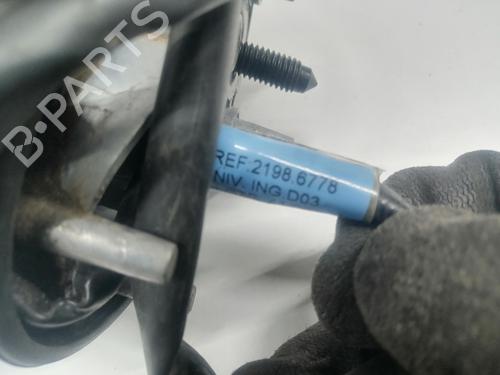 B-PARTS
REF:2198.6778
NIV. ING.D03